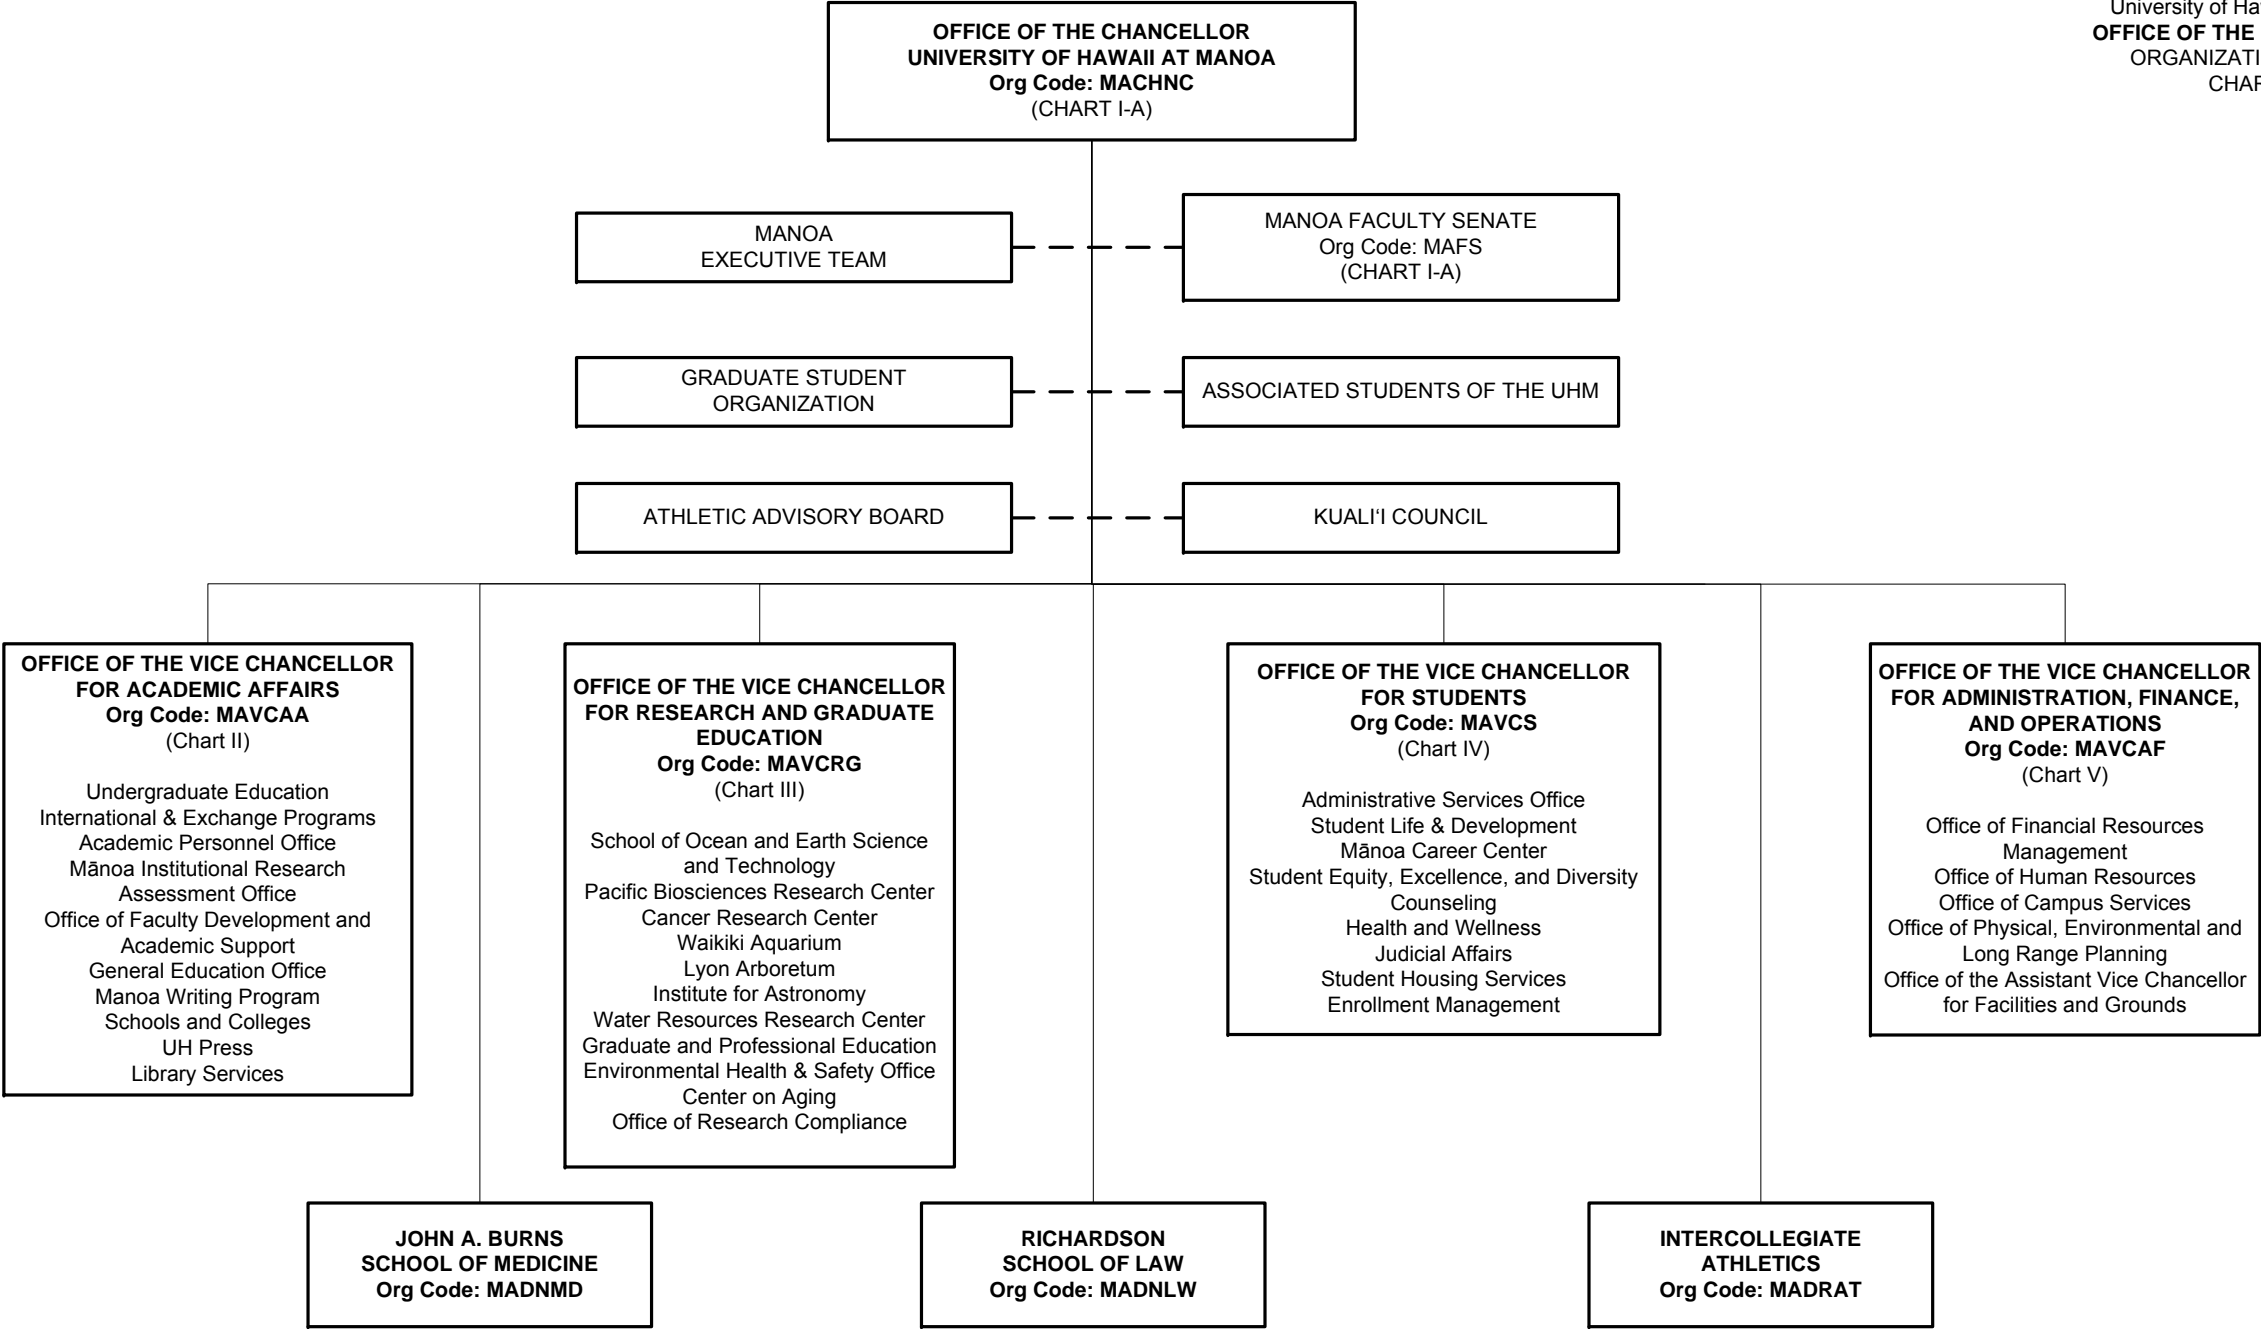 OFFICE OF THE CHANCELLOR
UNIVERSITY OF HAWAII AT MANOA
Org Code: MACHNC
(CHART I-A)
University of
OFFICE OF THE
CHART
MANOA
EXECUTIVE TEAM
MANOA FACULTY SENATE
Org Code: MAFS
(CHART I-A)
GRADUATE STUDENT
ORGANIZATION
ASSOCIATED STUDENTS OF THE UHM
ATHLETIC ADVISORY BOARD
KUALI‘I COUNCIL
OFFICE OF THE VICE CHANCELLOR
FOR ACADEMIC AFFAIRS
Org Code: MAVCAA
(Chart II)
Undergraduate Education
International & Exchange Programs
Academic Personnel Office
Mānoa Institutional Research
Assessment Office
Office of Faculty Development and
Academic Support
General Education Office
Manoa Writing Program
Schools and Colleges
UH Press
Library Services
OFFICE OF THE VICE CHANCELLOR
FOR RESEARCH AND GRADUATE
EDUCATION
Org Code: MAVCRG
(Chart III)
School of Ocean and Earth Science
and Technology
Pacific Biosciences Research Center
Cancer Research Center
Waikiki Aquarium
Lyon Arboretum
Institute for Astronomy
Water Resources Research Center
Graduate and Professional Education
Environmental Health & Safety Office
Center on Aging
Office of Research Compliance
OFFICE OF THE VICE CHANCELLOR
FOR STUDENTS
Org Code: MAVCS
(Chart IV)
Administrative Services Office
Student Life & Development
Mānoa Career Center
Student Equity, Excellence, and Diversity
Counseling
Health and Wellness
Judicial Affairs
Student Housing Services
Enrollment Management
OFFICE OF THE VICE CHANCELLOR
FOR ADMINISTRATION, FINANCE,
AND OPERATIONS
Org Code: MAVCAF
(Chart V)
Office of Financial Resources
Management
Office of Human Resources
Office of Campus Services
Office of Physical, Environmental and
Long Range Planning
Office of the Assistant Vice Chancellor
for Facilities and Grounds
JOHN A. BURNS
SCHOOL OF MEDICINE
Org Code: MADNMD
RICHARDSON
SCHOOL OF LAW
Org Code: MADNLW
INTERCOLLEGIATE
ATHLETICS
Org Code: MADRAT